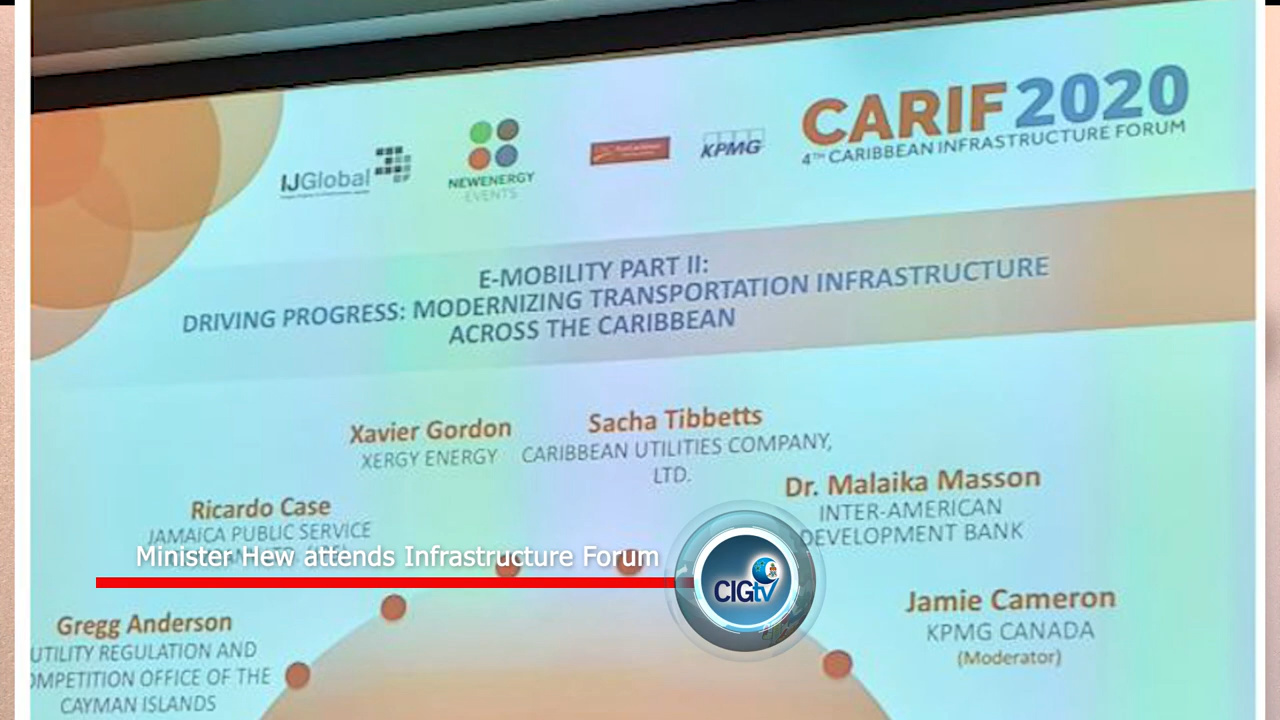 CARIF 2020
4TH CARIBBEAN INFRASTRUCTURE FORUM
IJGlobal
NEWENERGY
EVENTS
KPMG
E-MOBILITY PART II:
DRIVING PROGRESS: MODERNIZING TRANSPORTATION INFRASTRUCTURE
ACROSS THE CARIBBEAN
Xavier Gordon
XERGY ENERGY
Sacha Tibbetts
CARIBBEAN UTILITIES COMPANY,
LTD.
Ricardo Case
JAMAICA PUBLIC SERVICE
Dr. Malaika Masson
INTER-AMERICAN
DEVELOPMENT BANK
Minister Hew attends Infrastructure Forum
CIGtv
Gregg Anderson
UTILITY REGULATION AND
OMPETITION OFFICE OF THE
CAYMAN ISLANDS
Jamie Cameron
KPMG CANADA
(Moderator)